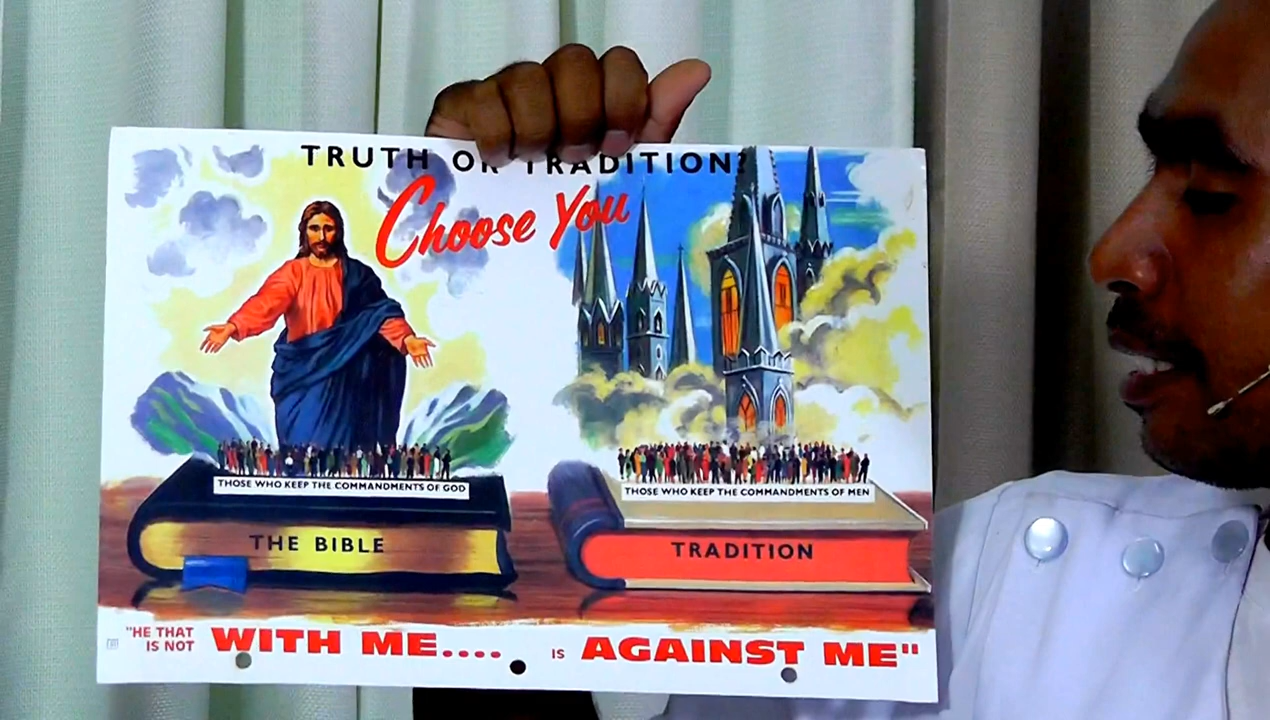 TRUTH OR TRADITION?
Choose You
THOSE WHO KEEP THE COMMANDMENTS OF GOD
THOSE WHO KEEP THE COMMANDMENTS OF MEN
THE BIBLE
TRADITION
"HE THAT
IS NOT
WITH ME.... IS AGAINST ME"